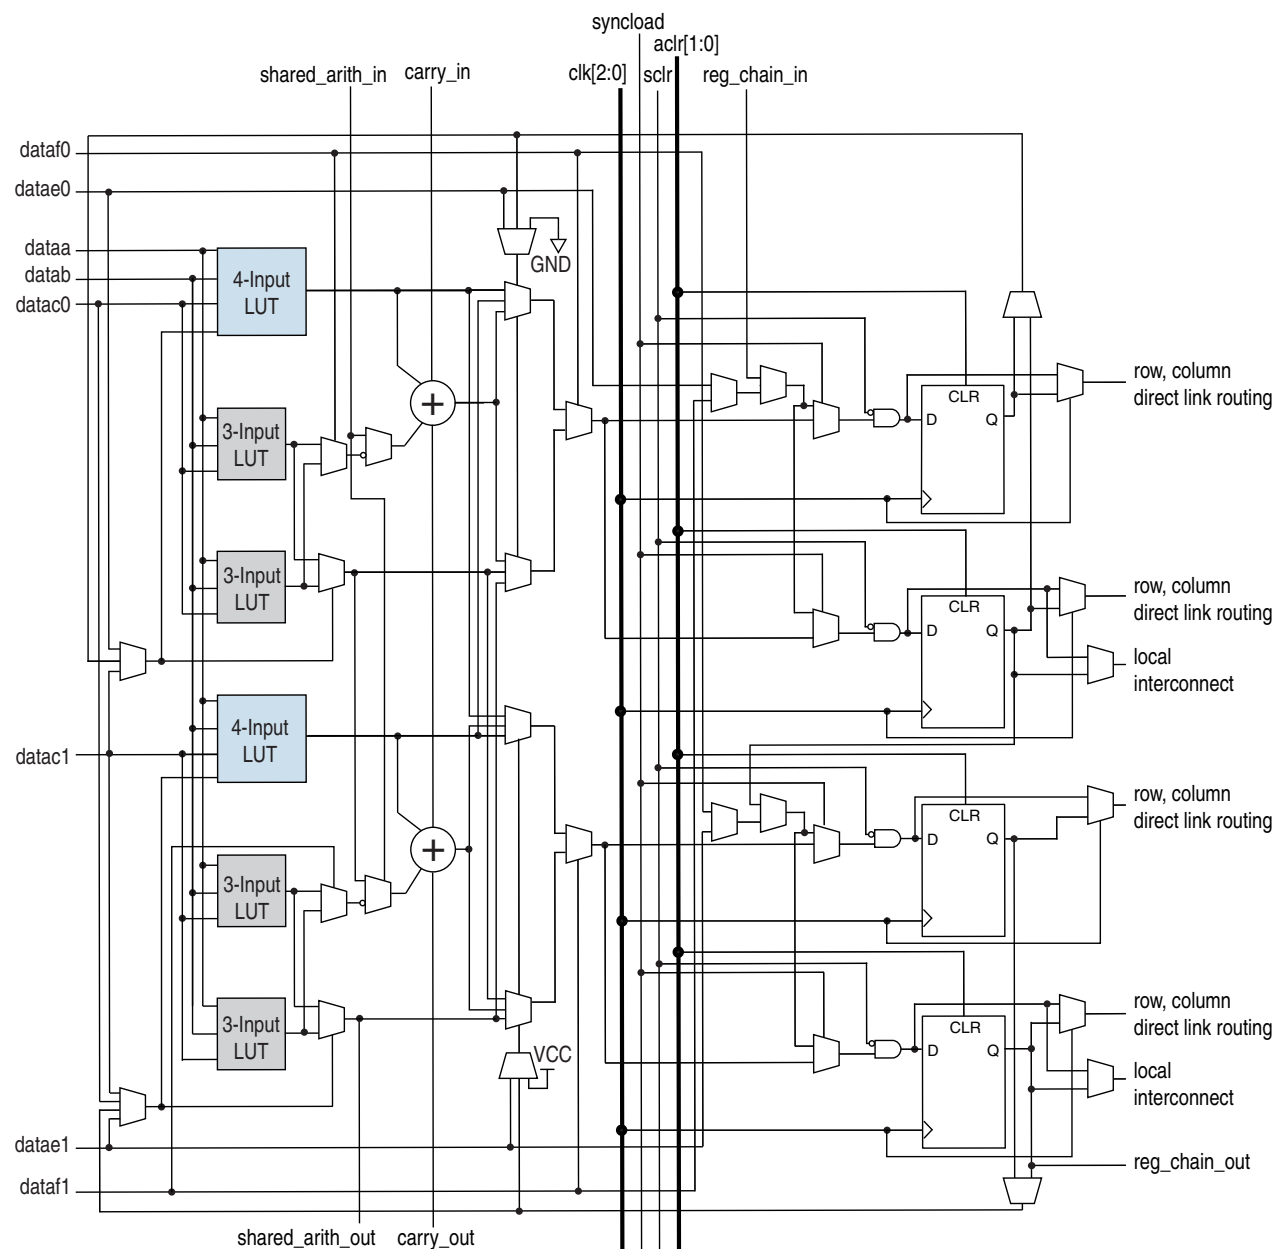 syncload
aclr[1:0]
shared_arith_in
carry_in
clk[2:0]
sclr
reg_chain_in
dataf0
datae0
dataa
datab
datac0
4-Input
LUT
GND
3-Input
LUT
+
CLR
D
Q
row, column
direct link routing
3-Input
LUT
CLR
D
Q
row, column
direct link routing
local
interconnect
datac1
4-Input
LUT
3-Input
LUT
+
CLR
D
Q
row, column
direct link routing
3-Input
LUT
VCC
CLR
D
Q
row, column
direct link routing
local
interconnect
datae1
dataf1
reg_chain_out
shared_arith_out
carry_out